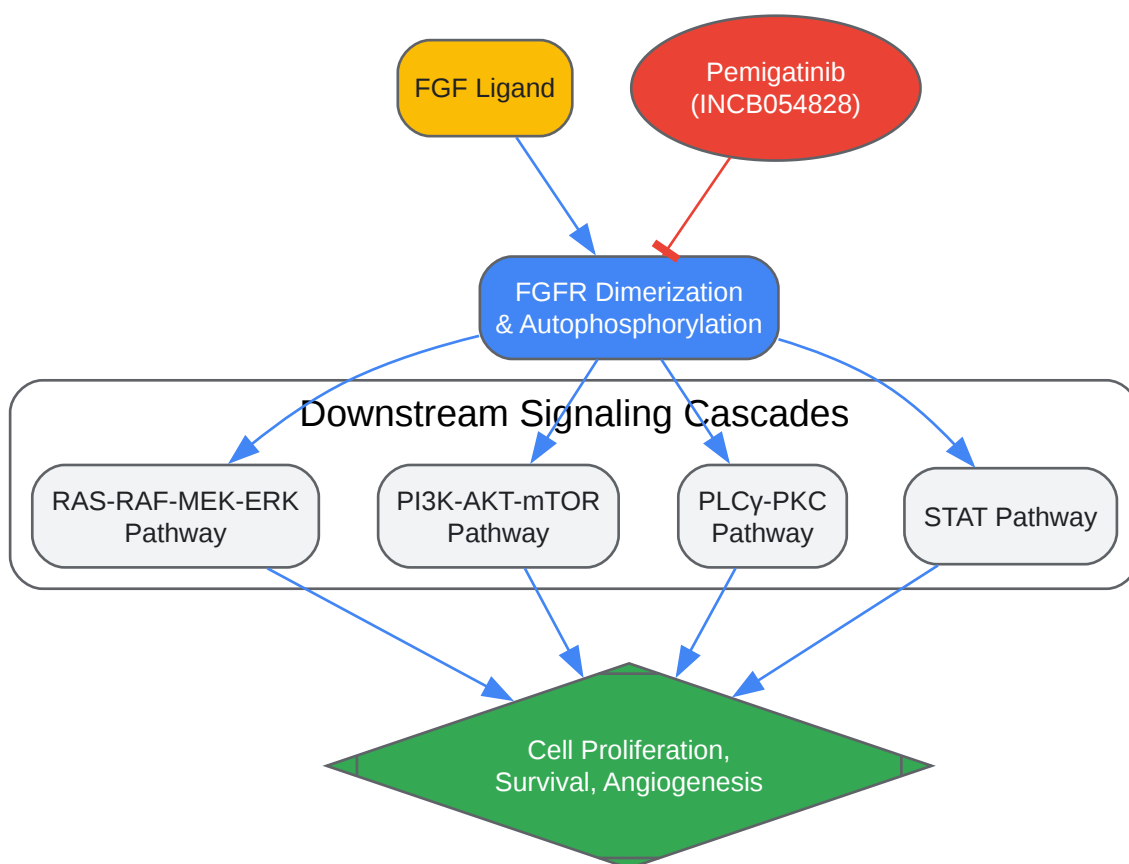 FGF Ligand
Pemigatinib
(INCB054828)
FGFR Dimerization
& Autophosphorylation
Downstream Signaling Cascades
RAS-RAF-MEK-ERK
Pathway
PI3K-AKT-mTOR
Pathway
PLCγ-PKC
Pathway
STAT Pathway
Cell Proliferation,
Survival, Angiogenesis